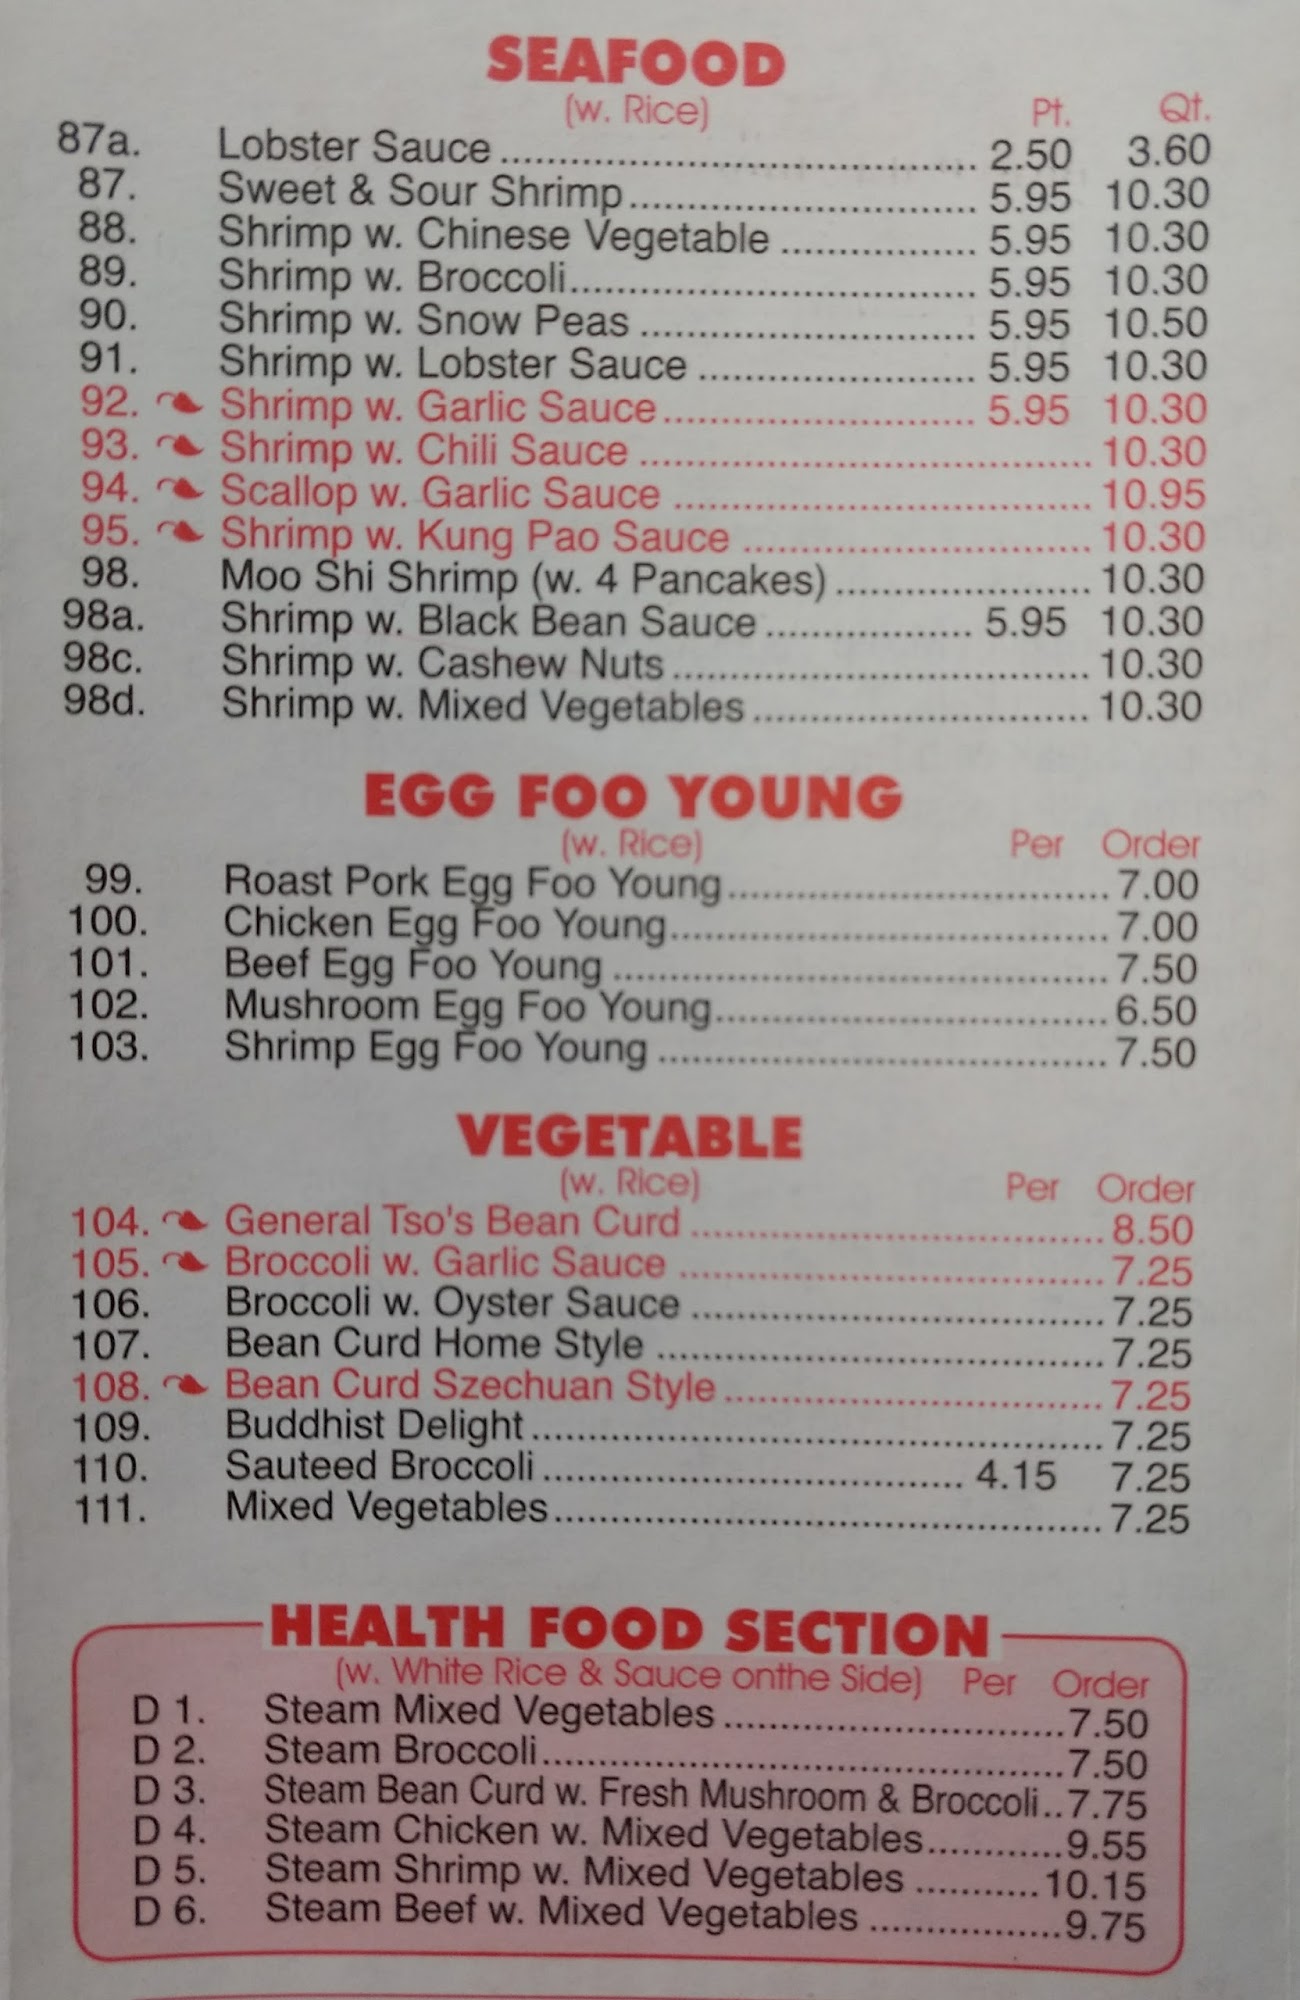 SEAFOOD
(w. Rice) Pt. Qt.
87a. Lobster Sauce 2.50 3.60
87. Sweet & Sour Shrimp 5.95 10.30
88. Shrimp w. Chinese Vegetable 5.95 10.30
89. Shrimp w. Broccoli 5.95 10.30
90. Shrimp w. Snow Peas 5.95 10.50
91. Shrimp w. Lobster Sauce 5.95 10.30
92. Shrimp w. Garlic Sauce 5.95 10.30
93. Shrimp w. Chili Sauce 10.30
94. Scallop w. Garlic Sauce 10.95
95. Shrimp w. Kung Pao Sauce 10.30
98. Moo Shi Shrimp (w. 4 Pancakes) 10.30
98a. Shrimp w. Black Bean Sauce 5.95 10.30
98c. Shrimp w. Cashew Nuts 10.30
98d. Shrimp w. Mixed Vegetables 10.30
EGG FOO YOUNG
(w. Rice) Per Order
99. Roast Pork Egg Foo Young 7.00
100. Chicken Egg Foo Young 7.00
101. Beef Egg Foo Young 7.50
102. Mushroom Egg Foo Young 6.50
103. Shrimp Egg Foo Young 7.50
VEGETABLE
(w. Rice) Per Order
104. General Tso's Bean Curd 8.50
105. Broccoli w. Garlic Sauce 7.25
106. Broccoli w. Oyster Sauce 7.25
107. Bean Curd Home Style 7.25
108. Bean Curd Szechuan Style 7.25
109. Buddhist Delight 7.25
110. Sauteed Broccoli 4.15 7.25
111. Mixed Vegetables 7.25
HEALTH FOOD SECTION
(w. White Rice & Sauce onthe Side) Per Order
D 1. Steam Mixed Vegetables 7.50
D 2. Steam Broccoli 7.50
D 3. Steam Bean Curd w. Fresh Mushroom & Broccoli 7.75
D 4. Steam Chicken w. Mixed Vegetables 9.55
D 5. Steam Shrimp w. Mixed Vegetables 10.15
D 6. Steam Beef w. Mixed Vegetables 9.75